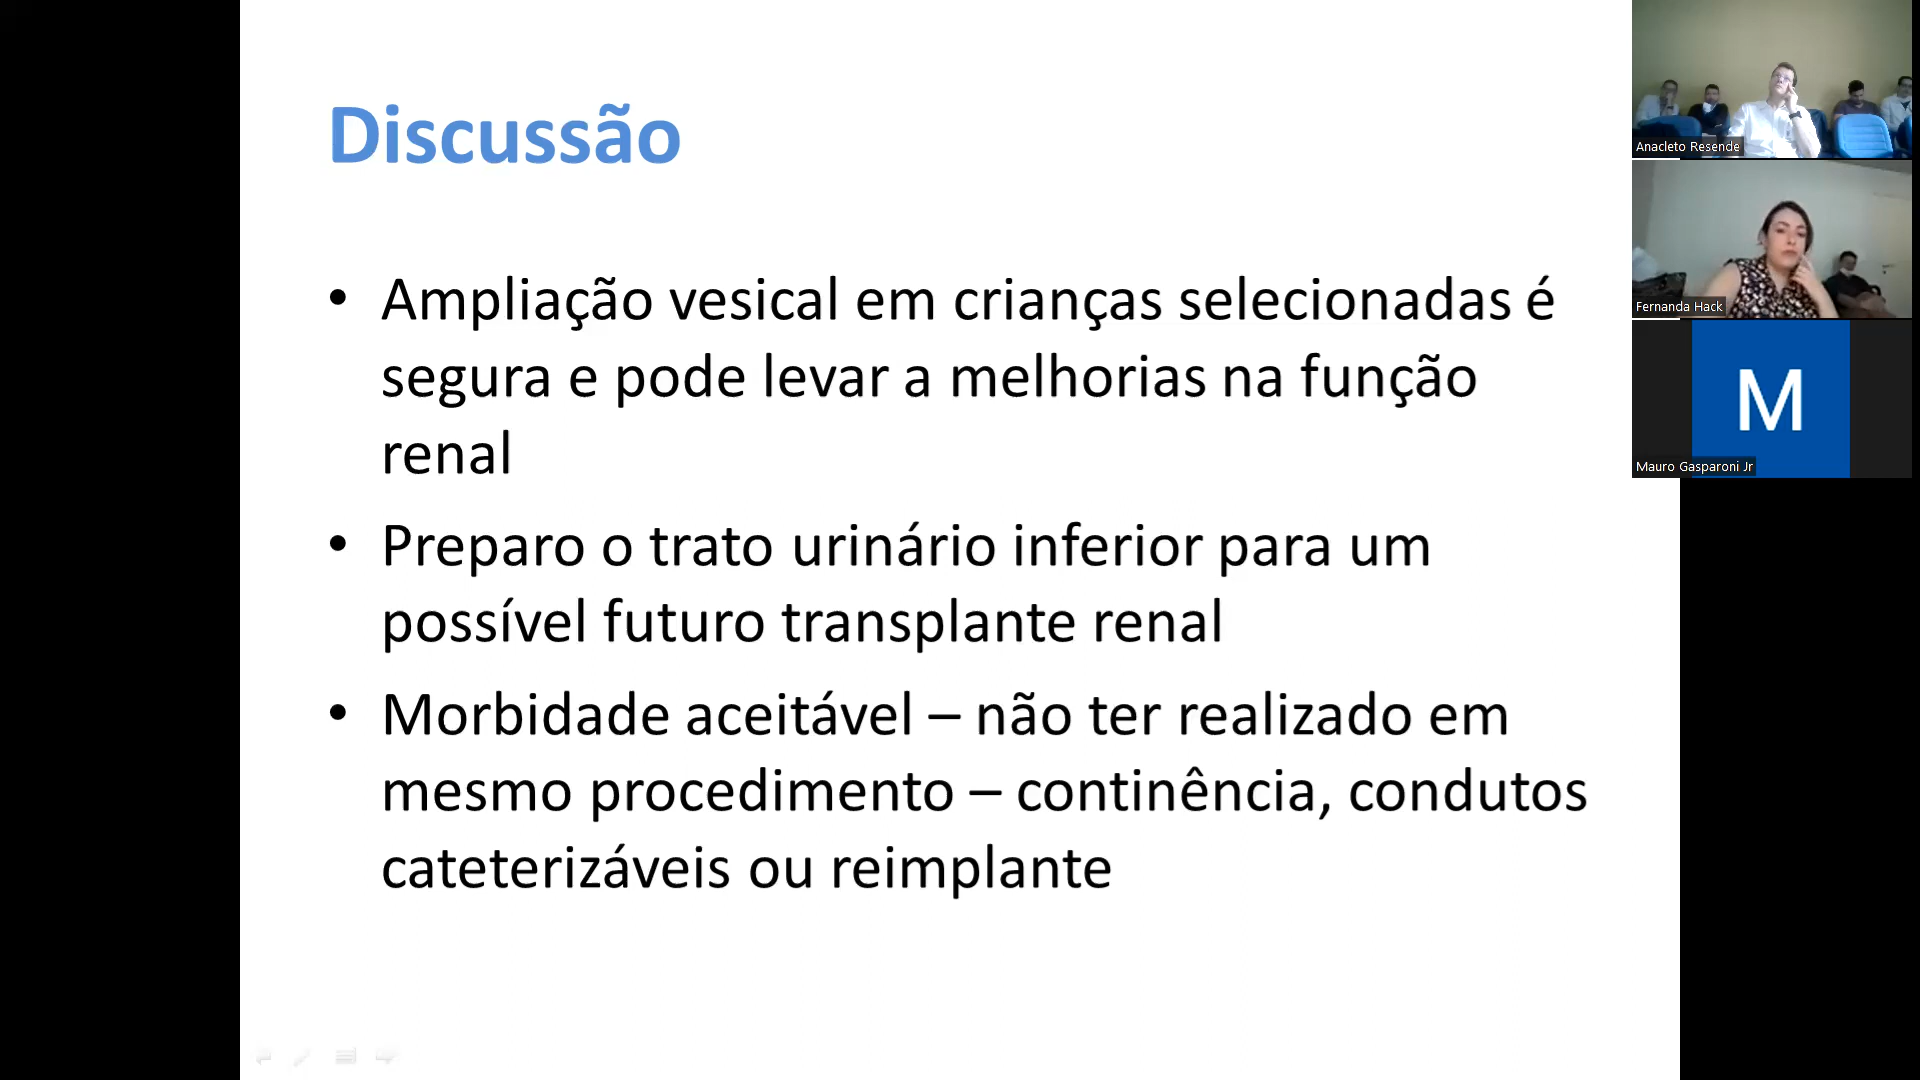 Discussão
• Ampliação vesical em crianças selecionadas é
segura e pode levar a melhorias na função
renal
• Preparo o trato urinário inferior para um
possível futuro transplante renal
• Morbidade aceitável – não ter realizado em
mesmo procedimento – continência, condutos
cateterizáveis ou reimplante
Anacleto Resende
Fernanda Hack
M
Mauro Gasparoni Jr